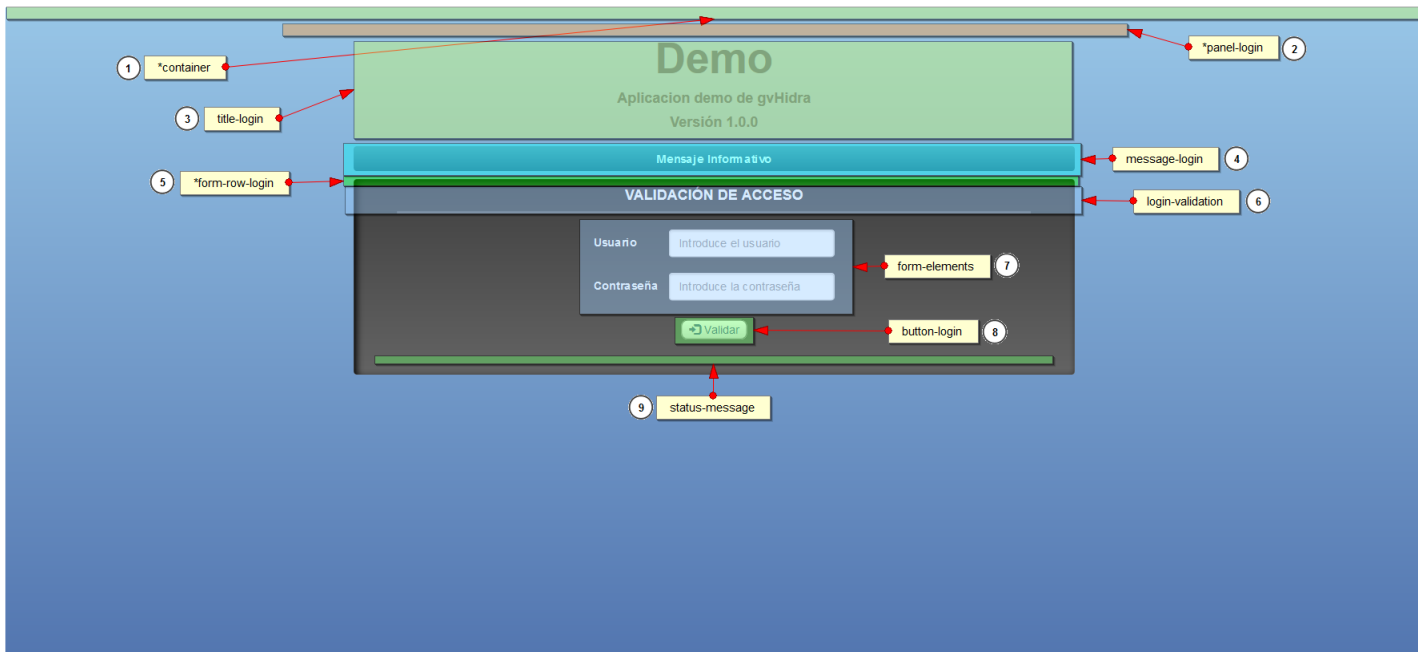 Demo
*panel-login
2
1
*container
Aplicacion demo de gvHidra
3
title-login
Versión 1.0.0
Mensaje Informativo
message-login
4
5
*form-row-login
VALIDACIÓN DE ACCESO
login-validation
6
Usuario
Introduce el usuario
form-elements
7
Contraseña
Introduce la contraseña
Validar
button-login
8
9
status-message